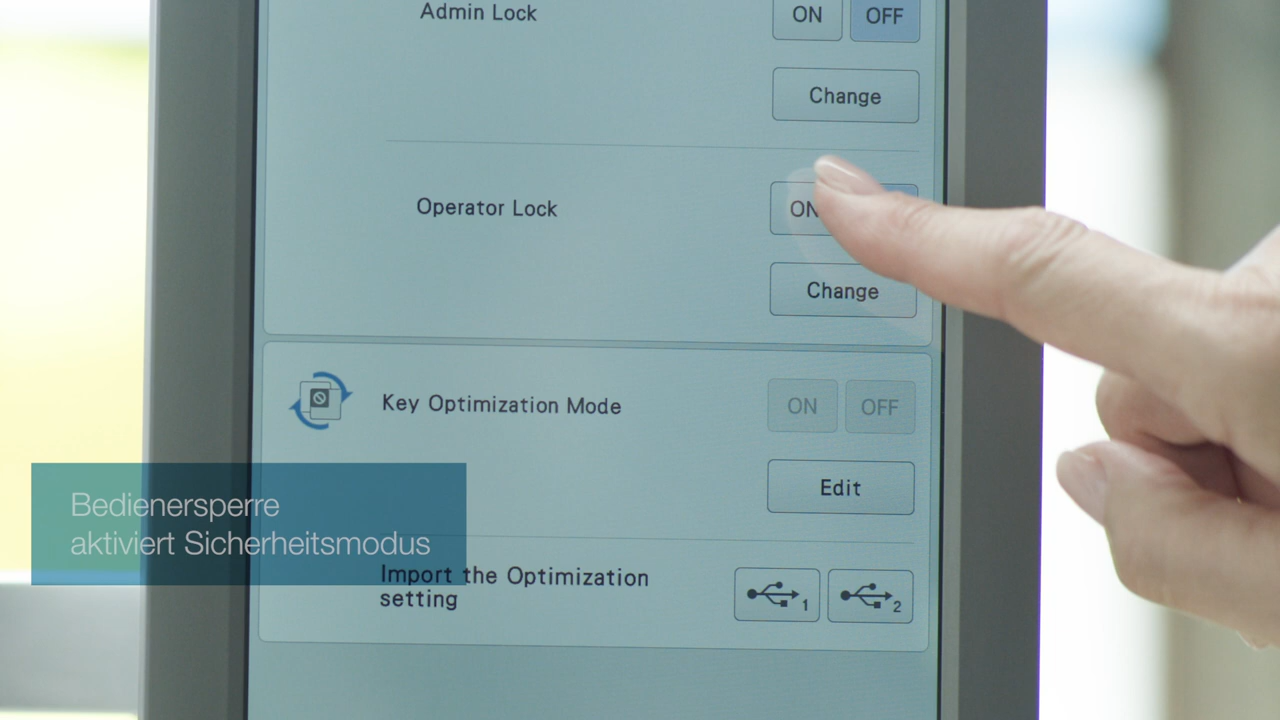 Admin Lock ON OFF
Change
Operator Lock ON
Change
Key Optimization Mode ON OFF
Edit
Bedienersperre
aktiviert Sicherheitsmodus
Import the Optimization
setting
1 2